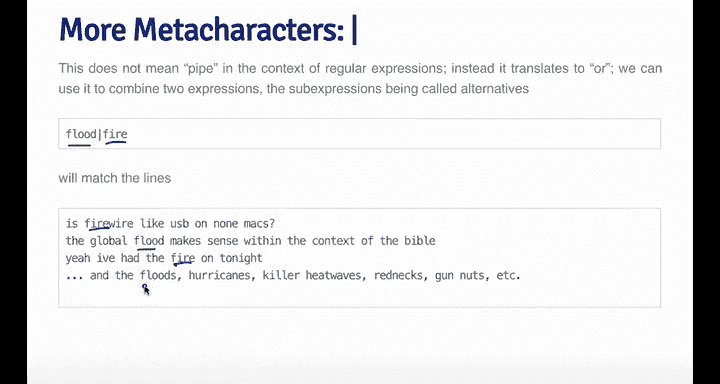 More Metacharacters: |
This does not mean “pipe” in the context of regular expressions; instead it translates to “or”; we can
use it to combine two expressions, the subexpressions being called alternatives
flood|fire
will match the lines
is firewire like usb on none macs?
the global flood makes sense within the context of the bible
yeah ive had the fire on tonight
... and the floods, hurricanes, killer heatwaves, rednecks, gun nuts, etc.